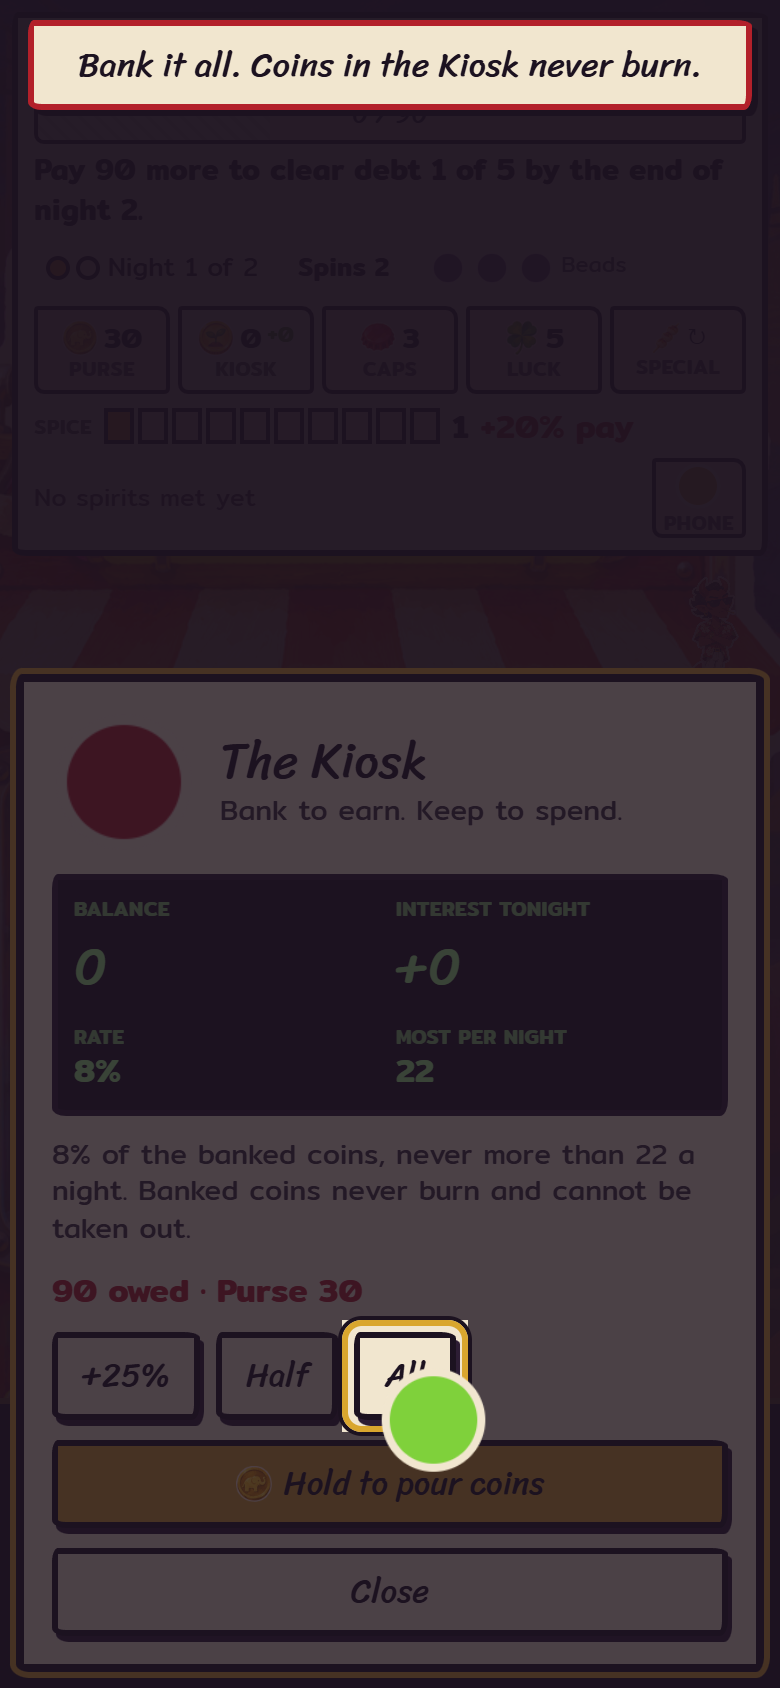 Bank it all. Coins in the Kiosk never burn.
Pay 90 more to clear debt 1 of 5 by the end of
night 2.
Night 1 of 2 Spins 2 Beads
30 0 +0 3 5
PURSE KIOSK CAPS LUCK SPECIAL
SPICE 1 +20% pay
No spirits met yet
PHONE
The Kiosk
Bank to earn. Keep to spend.
BALANCE INTEREST TONIGHT
0 +0
RATE MOST PER NIGHT
8% 22
8% of the banked coins, never more than 22 a
night. Banked coins never burn and cannot be
taken out.
90 owed · Purse 30
+25% Half All
Hold to pour coins
Close